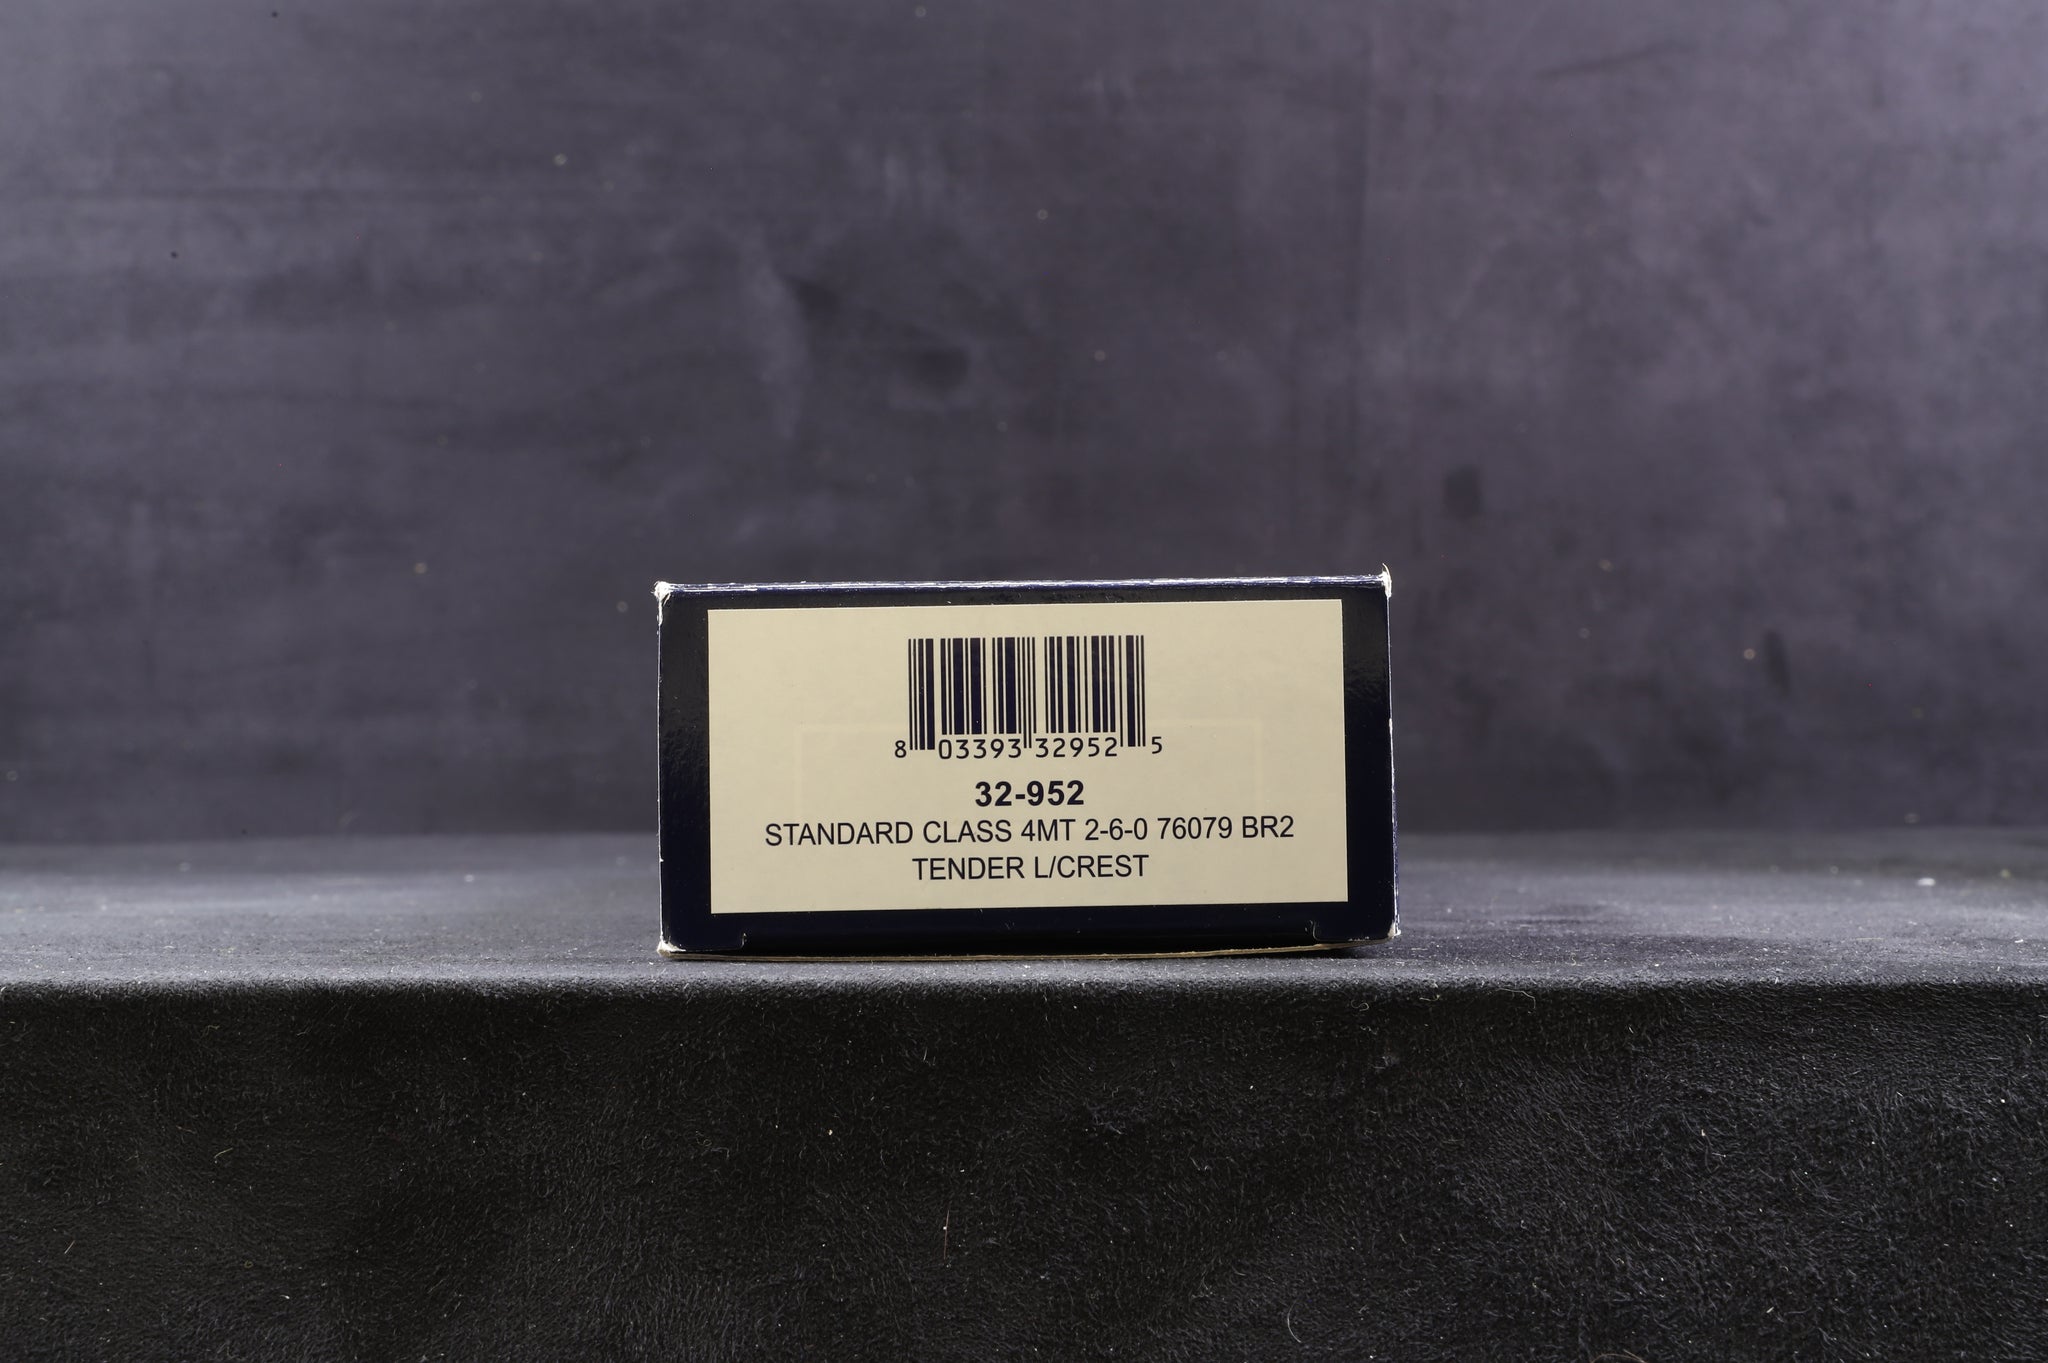 8 03393 32952 5
32-952
STANDARD CLASS 4MT 2-6-0 76079 BR2
TENDER L/CREST